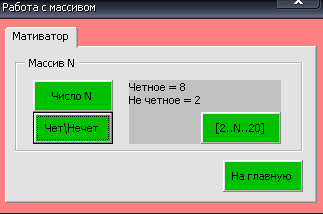 Работа с массивом
Мативатор
Массив N
Число N
Четное = 8
Не четное = 2
Чет\Нечет
[2..N..20]
На главную